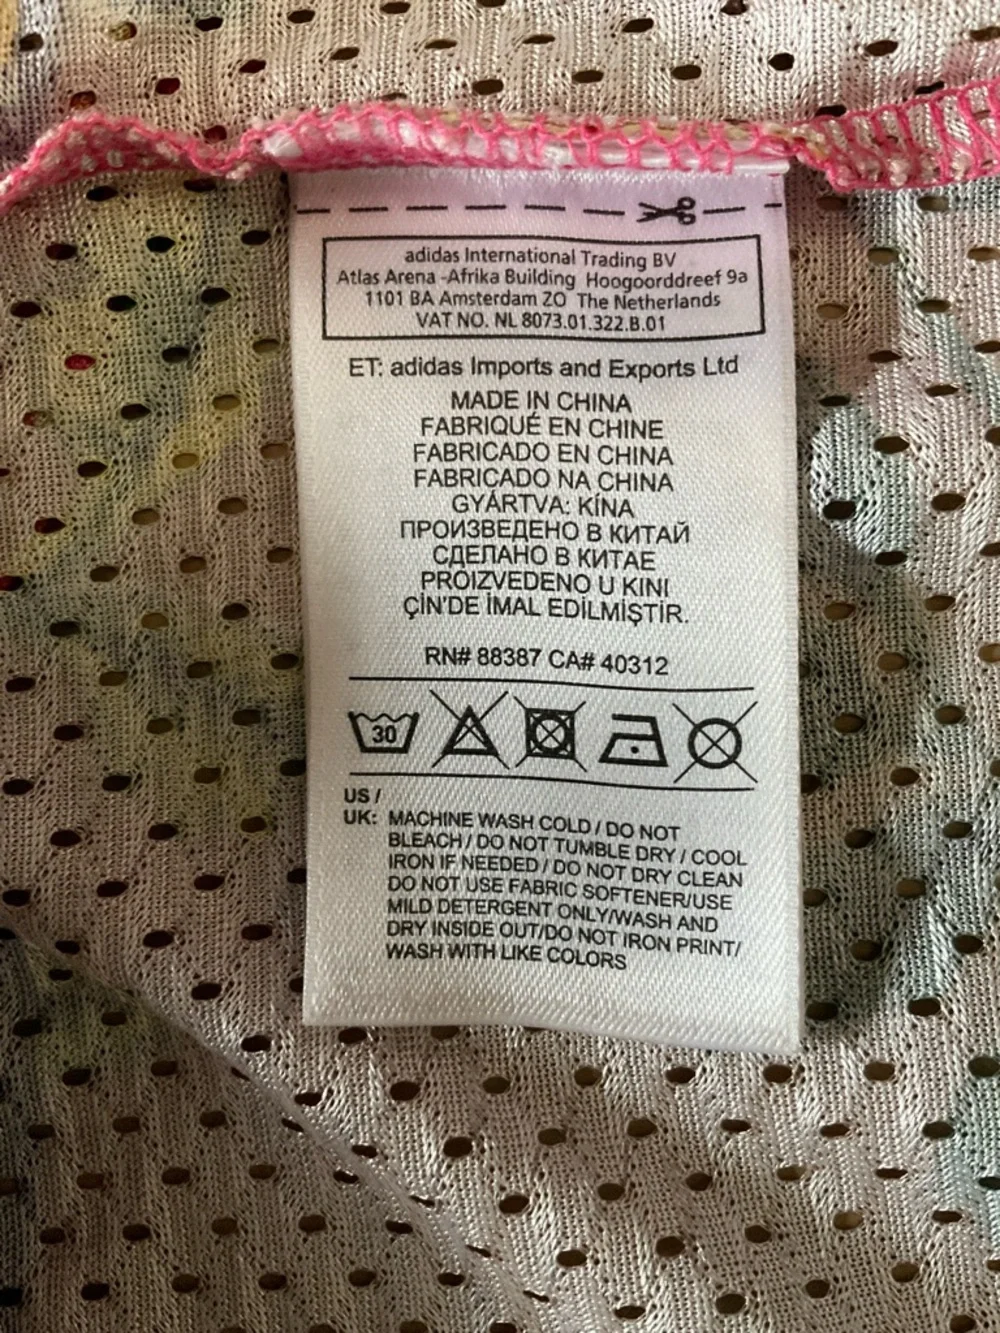 adidas International Trading BV
Atlas Arena -Afrika Building Hoogoorddreef 9a
1101 BA Amsterdam ZO The Netherlands
VAT NO. NL 8073.01.322.B.01
ET: adidas Imports and Exports Ltd
MADE IN CHINA
FABRIQUÉ EN CHINE
FABRICADO EN CHINA
FABRICADO NA CHINA
GYÁRTVA: KÍNA
ПРОИЗВЕДЕНО В КИТАЙ
СДЕЛАНО В КИТАЕ
PROIZVEDENO U KINI
ÇİN'DE İMAL EDİLMİŞTİR.
RN# 88387 CA# 40312
30
US /
UK: MACHINE WASH COLD / DO NOT
BLEACH / DO NOT TUMBLE DRY / COOL
IRON IF NEEDED / DO NOT DRY CLEAN
DO NOT USE FABRIC SOFTENER/USE
MILD DETERGENT ONLY/WASH AND
DRY INSIDE OUT/DO NOT IRON PRINT/
WASH WITH LIKE COLORS